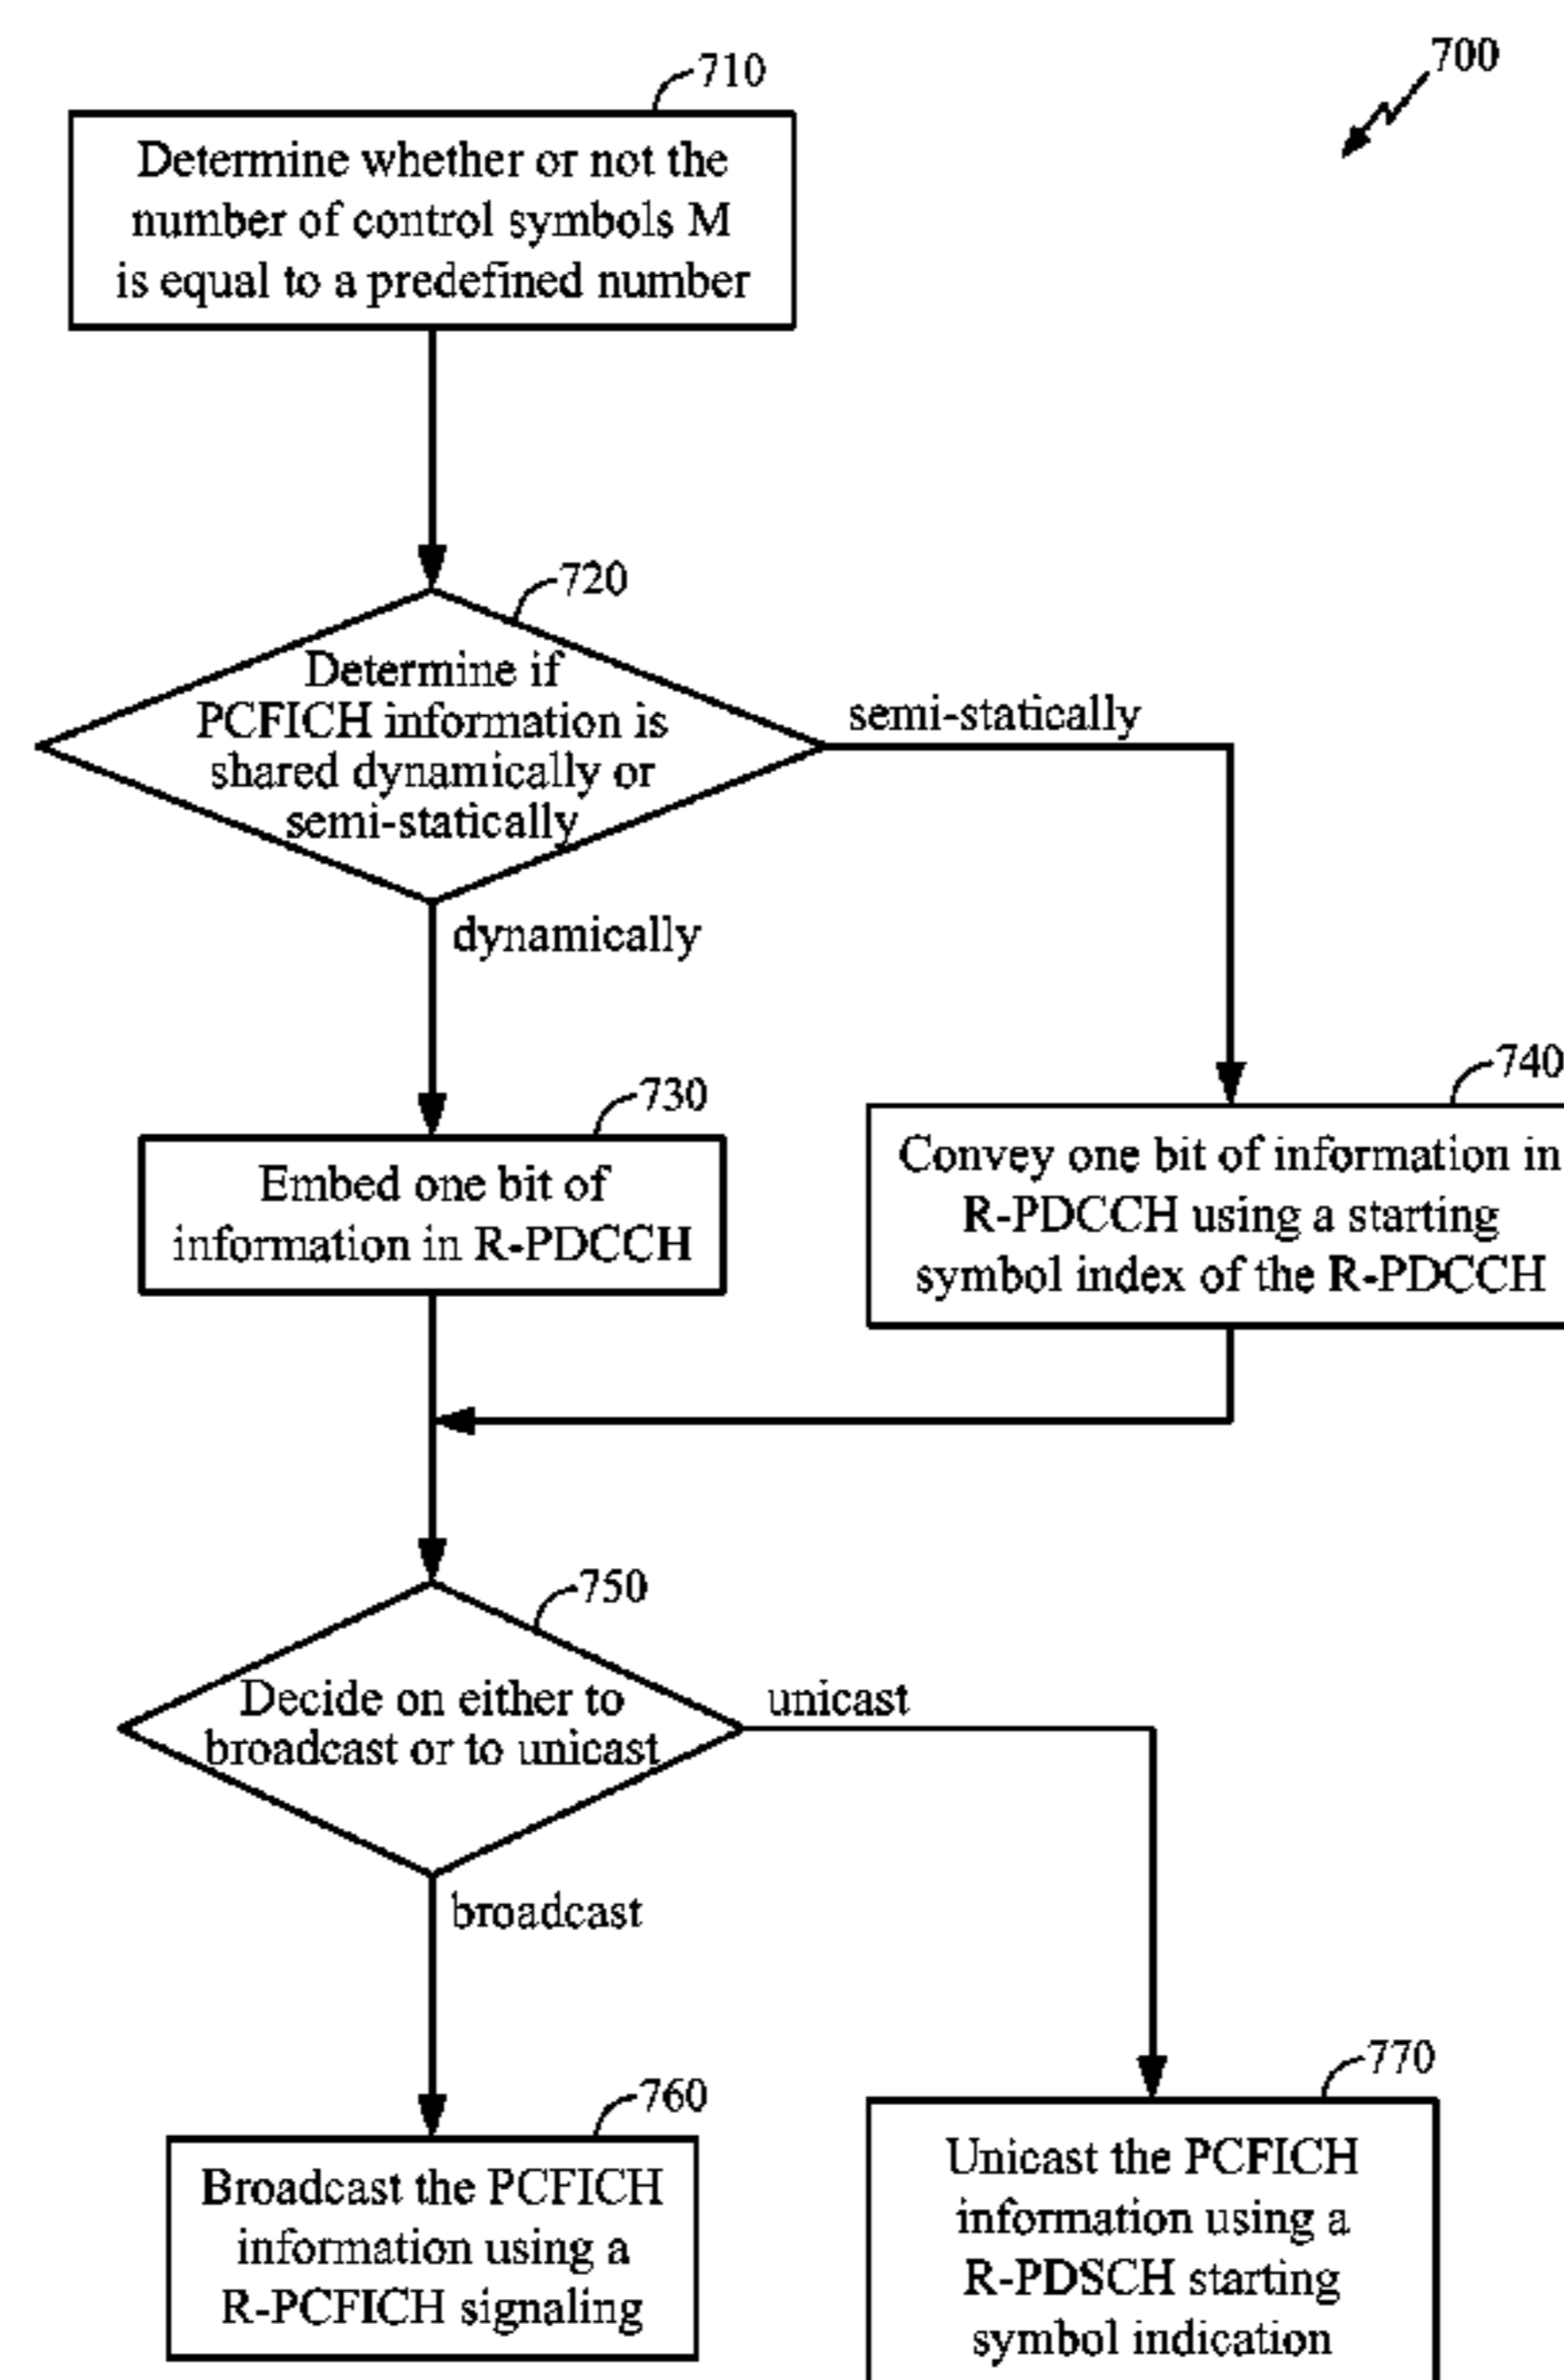 700
710
Determine whether or not the
number of control symbols M
is equal to a predefined number
720
Determine if
PCFICH information is
shared dynamically or
semi-statically
semi-statically
dynamically
730
Embed one bit of
information in R-PDCCH
740
Convey one bit of information in
R-PDCCH using a starting
symbol index of the R-PDCCH
750
Decide on either to
broadcast or to unicast
unicast
broadcast
760
Broadcast the PCFICH
information using a
R-PCFICH signaling
770
Unicast the PCFICH
information using a
R-PDSCH starting
symbol indication